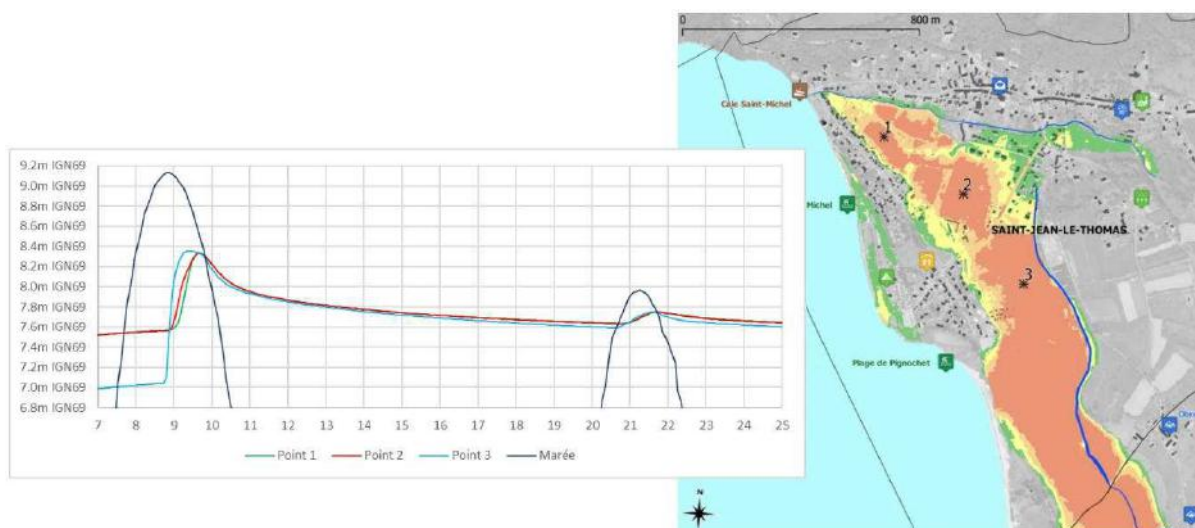 0 800 m
Cale Saint-Michel
1
2
Michel
SAINT-JEAN-LE-THOMAS
3
Plage de Pignochet
N
9.2m IGN69
9.0m IGN69
8.8m IGN69
8.6m IGN69
8.4m IGN69
8.2m IGN69
8.0m IGN69
7.8m IGN69
7.6m IGN69
7.4m IGN69
7.2m IGN69
7.0m IGN69
6.8m IGN69
7 8 9 10 11 12 13 14 15 16 17 18 19 20 21 22 23 24 25
Point 1 Point 2 Point 3 Marée